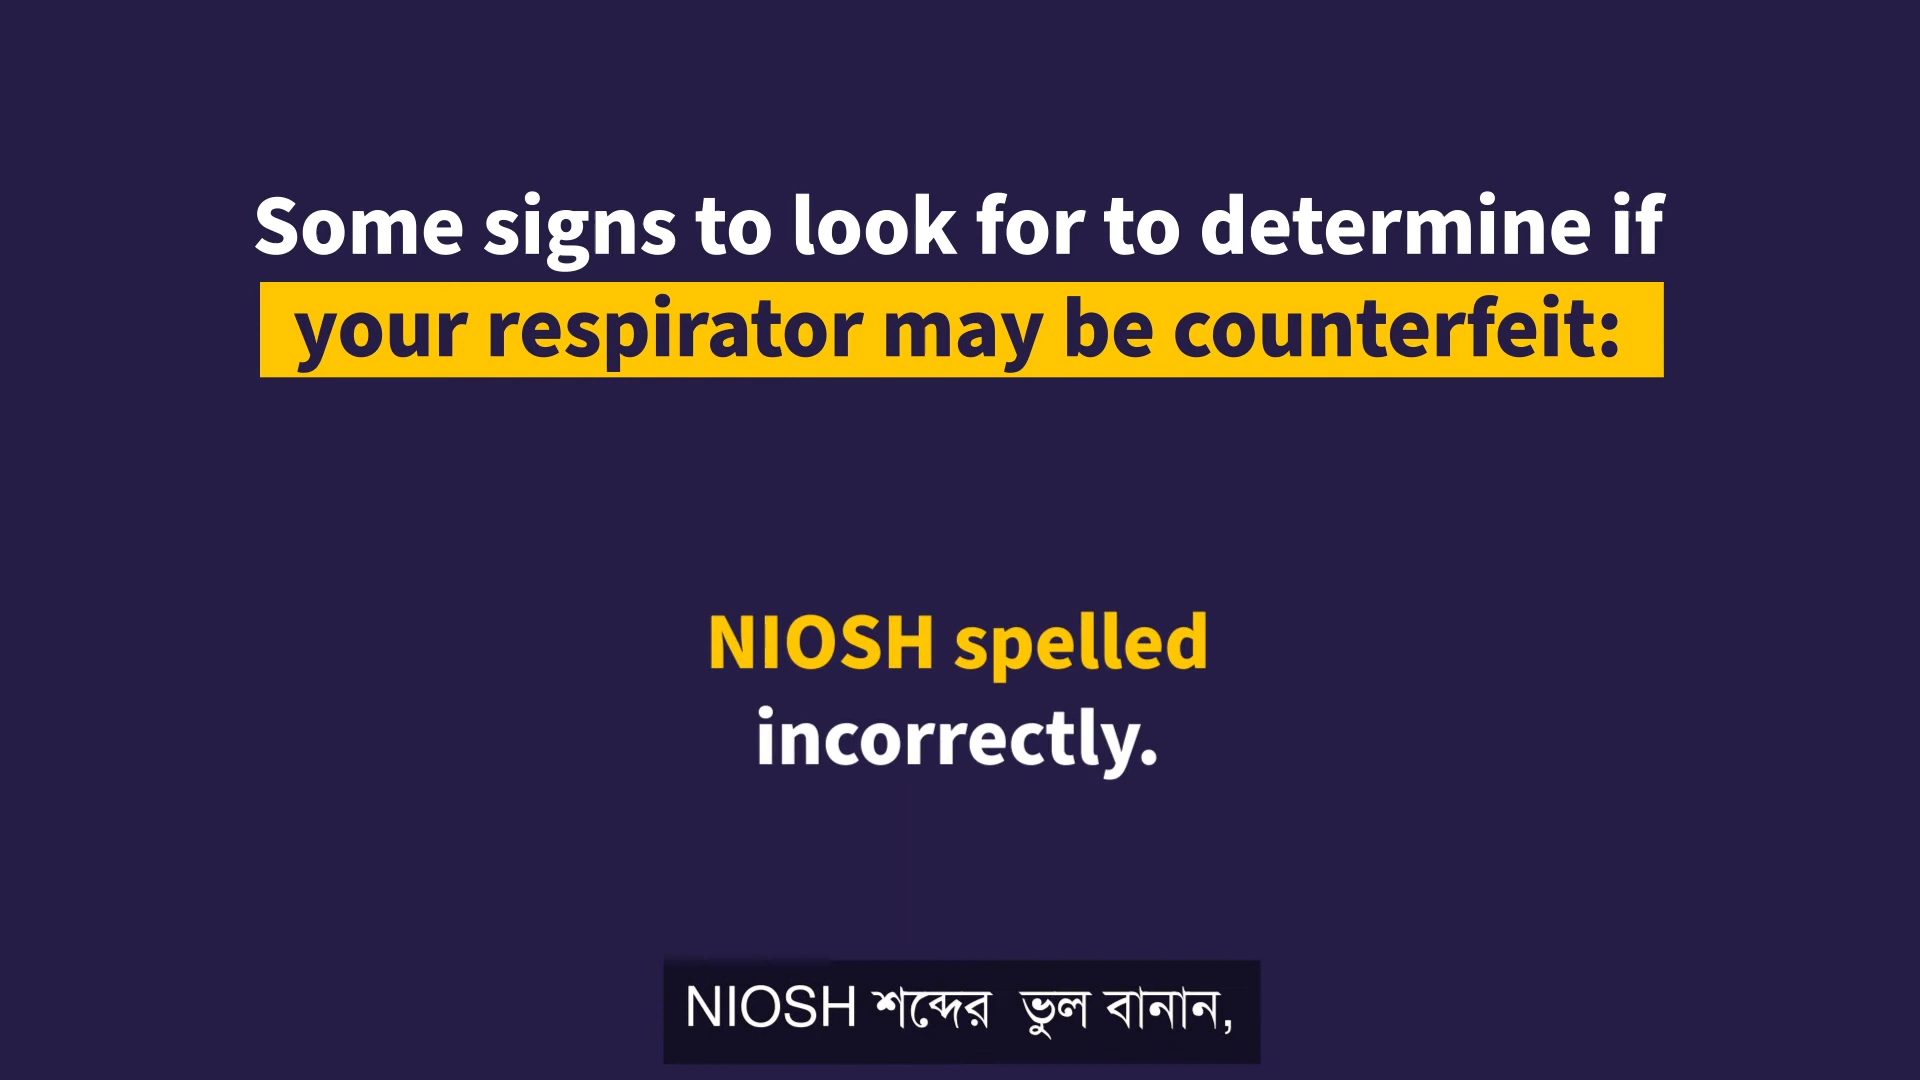 Some signs to look for to determine if
your respirator may be counterfeit:
NIOSH spelled
incorrectly.
NIOSH শব্দের ভুল বানান,